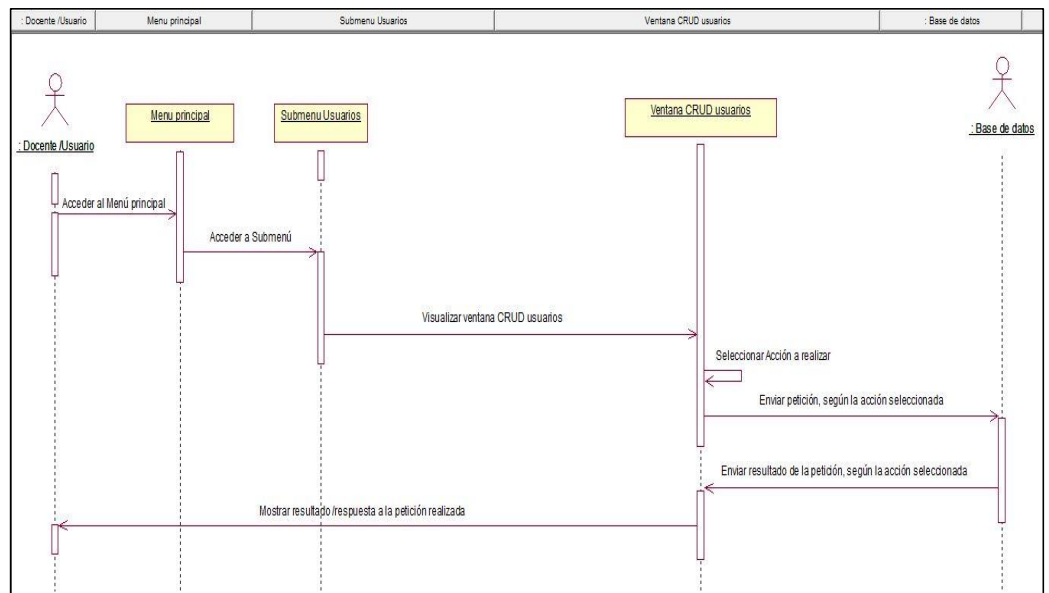 : Docente /Usuario
Menu principal
Submenu Usuarios
Ventana CRUD usuarios
: Base de datos
Menu principal
Submenu Usuarios
Ventana CRUD usuarios
: Base de datos
: Docente /Usuario
Acceder al Menú principal
Acceder a Submenú
Visualizar ventana CRUD usuarios
Seleccionar Acción a realizar
Enviar petición, según la acción seleccionada
Enviar resultado de la petición, según la acción seleccionada
Mostrar resultado /respuesta a la petición realizada